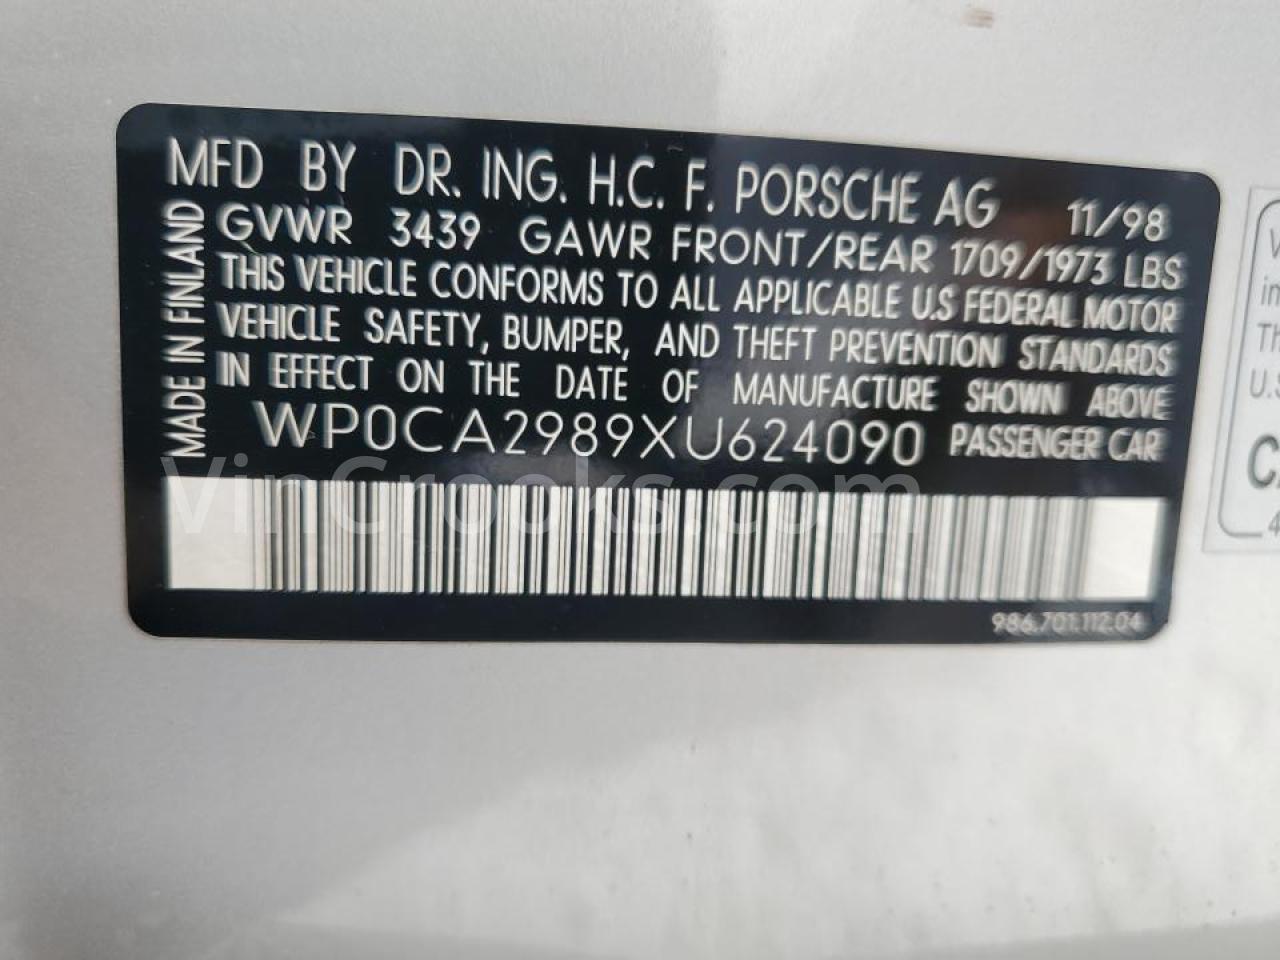 MFD BY DR. ING. H.C. F. PORSCHE AG 11/98
GVWR 3439 GAWR FRONT/REAR 1709/1973 LBS
THIS VEHICLE CONFORMS TO ALL APPLICABLE U.S FEDERAL MOTOR
VEHICLE SAFETY, BUMPER, AND THEFT PREVENTION STANDARDS
IN EFFECT ON THE DATE OF MANUFACTURE SHOWN ABOVE
WP0CA2989XU624090 PASSENGER CAR
MADE IN FINLAND
VinCrooks.com
986.701.112.04
U.S